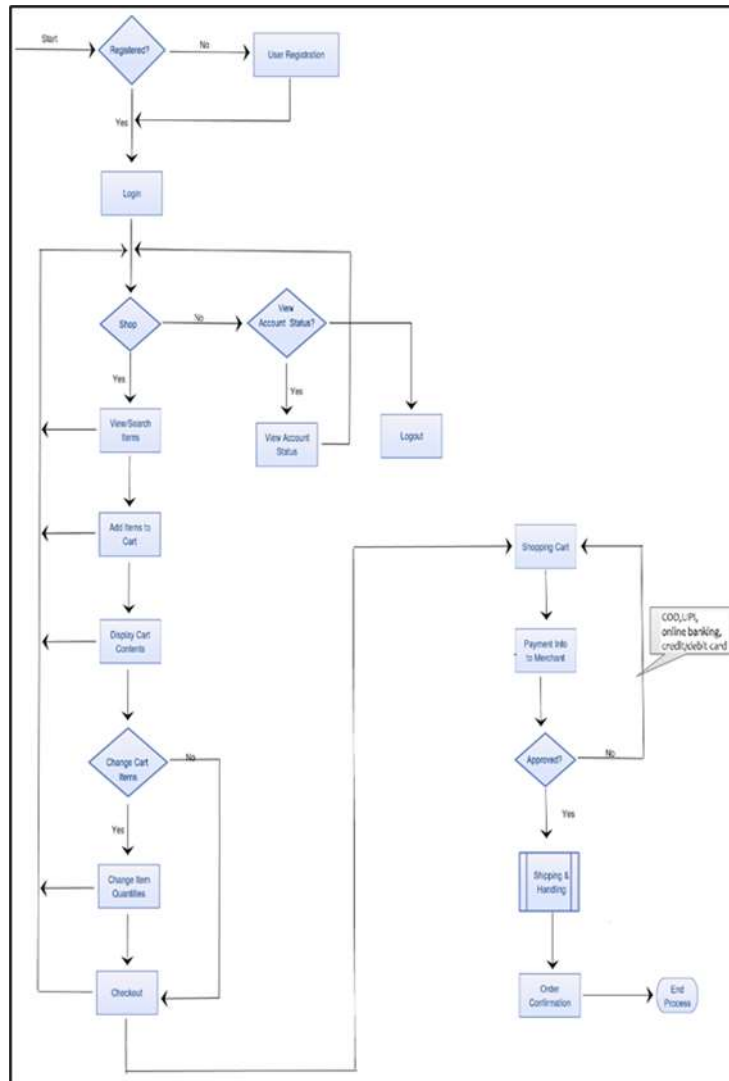 Start
Registered?
No
User Registration
Yes
Login
Shop
No
View
Account Status?
Yes
Yes
View/Search
Items
View Account
Status
Logout
Add Items to
Cart
Shopping Cart
Display Cart
Contents
Payment Info
to Merchant
COD,UPI,
online banking,
credit/debit card
Change Cart
Items
No
Approved?
No
Yes
Yes
Change Item
Quantities
Shipping &
Handling
Checkout
Order
Confirmation
End
Process